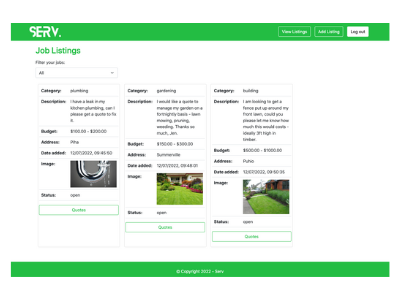 SERV.
View Listings
Add Listing
Log out
Job Listings
Filter your jobs:
All
Category: plumbing
Description: I have a leak in my
kitchen plumbing, can I
please get a quote to fix
it.
Budget: $100.00 - $200.00
Address:
Date added: 12/07/2022, 09:45:50
Image:
Status: open
Quotes
Category: gardening
Description: I would like a quote to
manage my garden on a
fortnightly basis - lawn
mowing, pruning,
weeding. Thanks so
much, Jen.
Budget: $150.00 - $300.00
Address: Summerville
Date added: 12/07/2022, 09:48:01
Image:
Status: open
Quotes
Category: building
Description: I am looking to get a
fence put up around my
front lawn, could you
please let me know how
much this would costs -
ideally 3ft high in
timber.
Budget: $500.00 - $1000.00
Address:
Date added: 12/07/2022, 09:50:35
Image:
Status: open
Quotes
© Copyright 2022 - Serv